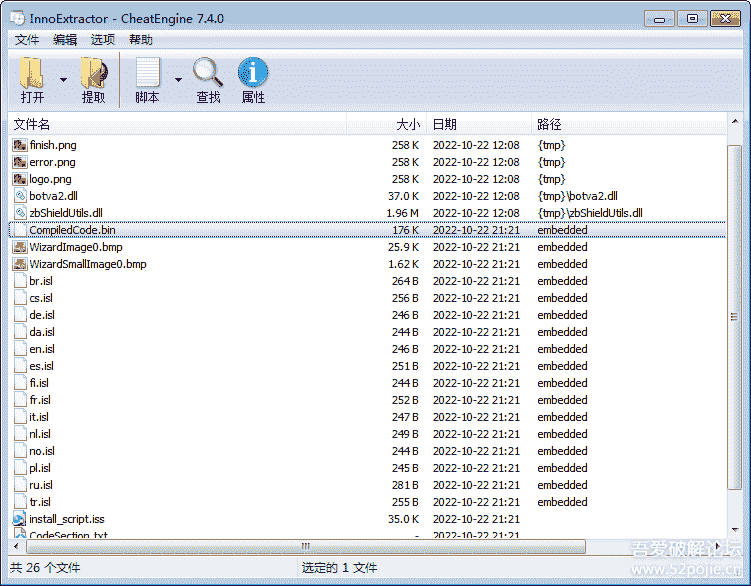 InnoExtractor - CheatEngine 7.4.0
文件 编辑 选项 帮助
打开 提取 脚本 查找 属性
文件名 大小 日期 路径
finish.png 258 K 2022-10-22 12:08 {tmp}
error.png 258 K 2022-10-22 12:08 {tmp}
logo.png 258 K 2022-10-22 12:08 {tmp}
botva2.dll 37.0 K 2022-10-22 12:08 {tmp}\botva2.dll
zbShieldUtils.dll 1.96 M 2022-10-22 12:08 {tmp}\zbShieldUtils.dll
CompiledCode.bin 176 K 2022-10-22 21:21 embedded
WizardImage0.bmp 25.9 K 2022-10-22 21:21 embedded
WizardSmallImage0.bmp 1.62 K 2022-10-22 21:21 embedded
br.isl 264 B 2022-10-22 21:21 embedded
cs.isl 256 B 2022-10-22 21:21 embedded
de.isl 246 B 2022-10-22 21:21 embedded
da.isl 244 B 2022-10-22 21:21 embedded
en.isl 246 B 2022-10-22 21:21 embedded
es.isl 251 B 2022-10-22 21:21 embedded
fi.isl 244 B 2022-10-22 21:21 embedded
fr.isl 252 B 2022-10-22 21:21 embedded
it.isl 247 B 2022-10-22 21:21 embedded
nl.isl 249 B 2022-10-22 21:21 embedded
no.isl 244 B 2022-10-22 21:21 embedded
pl.isl 245 B 2022-10-22 21:21 embedded
ru.isl 281 B 2022-10-22 21:21 embedded
tr.isl 255 B 2022-10-22 21:21 embedded
install_script.iss 35.0 K 2022-10-22 21:21
CodeSection.txt - 2022-10-22 21:21
共 26 个文件 选定的 1 文件
吾爱破解论坛
www.52pojie.cn